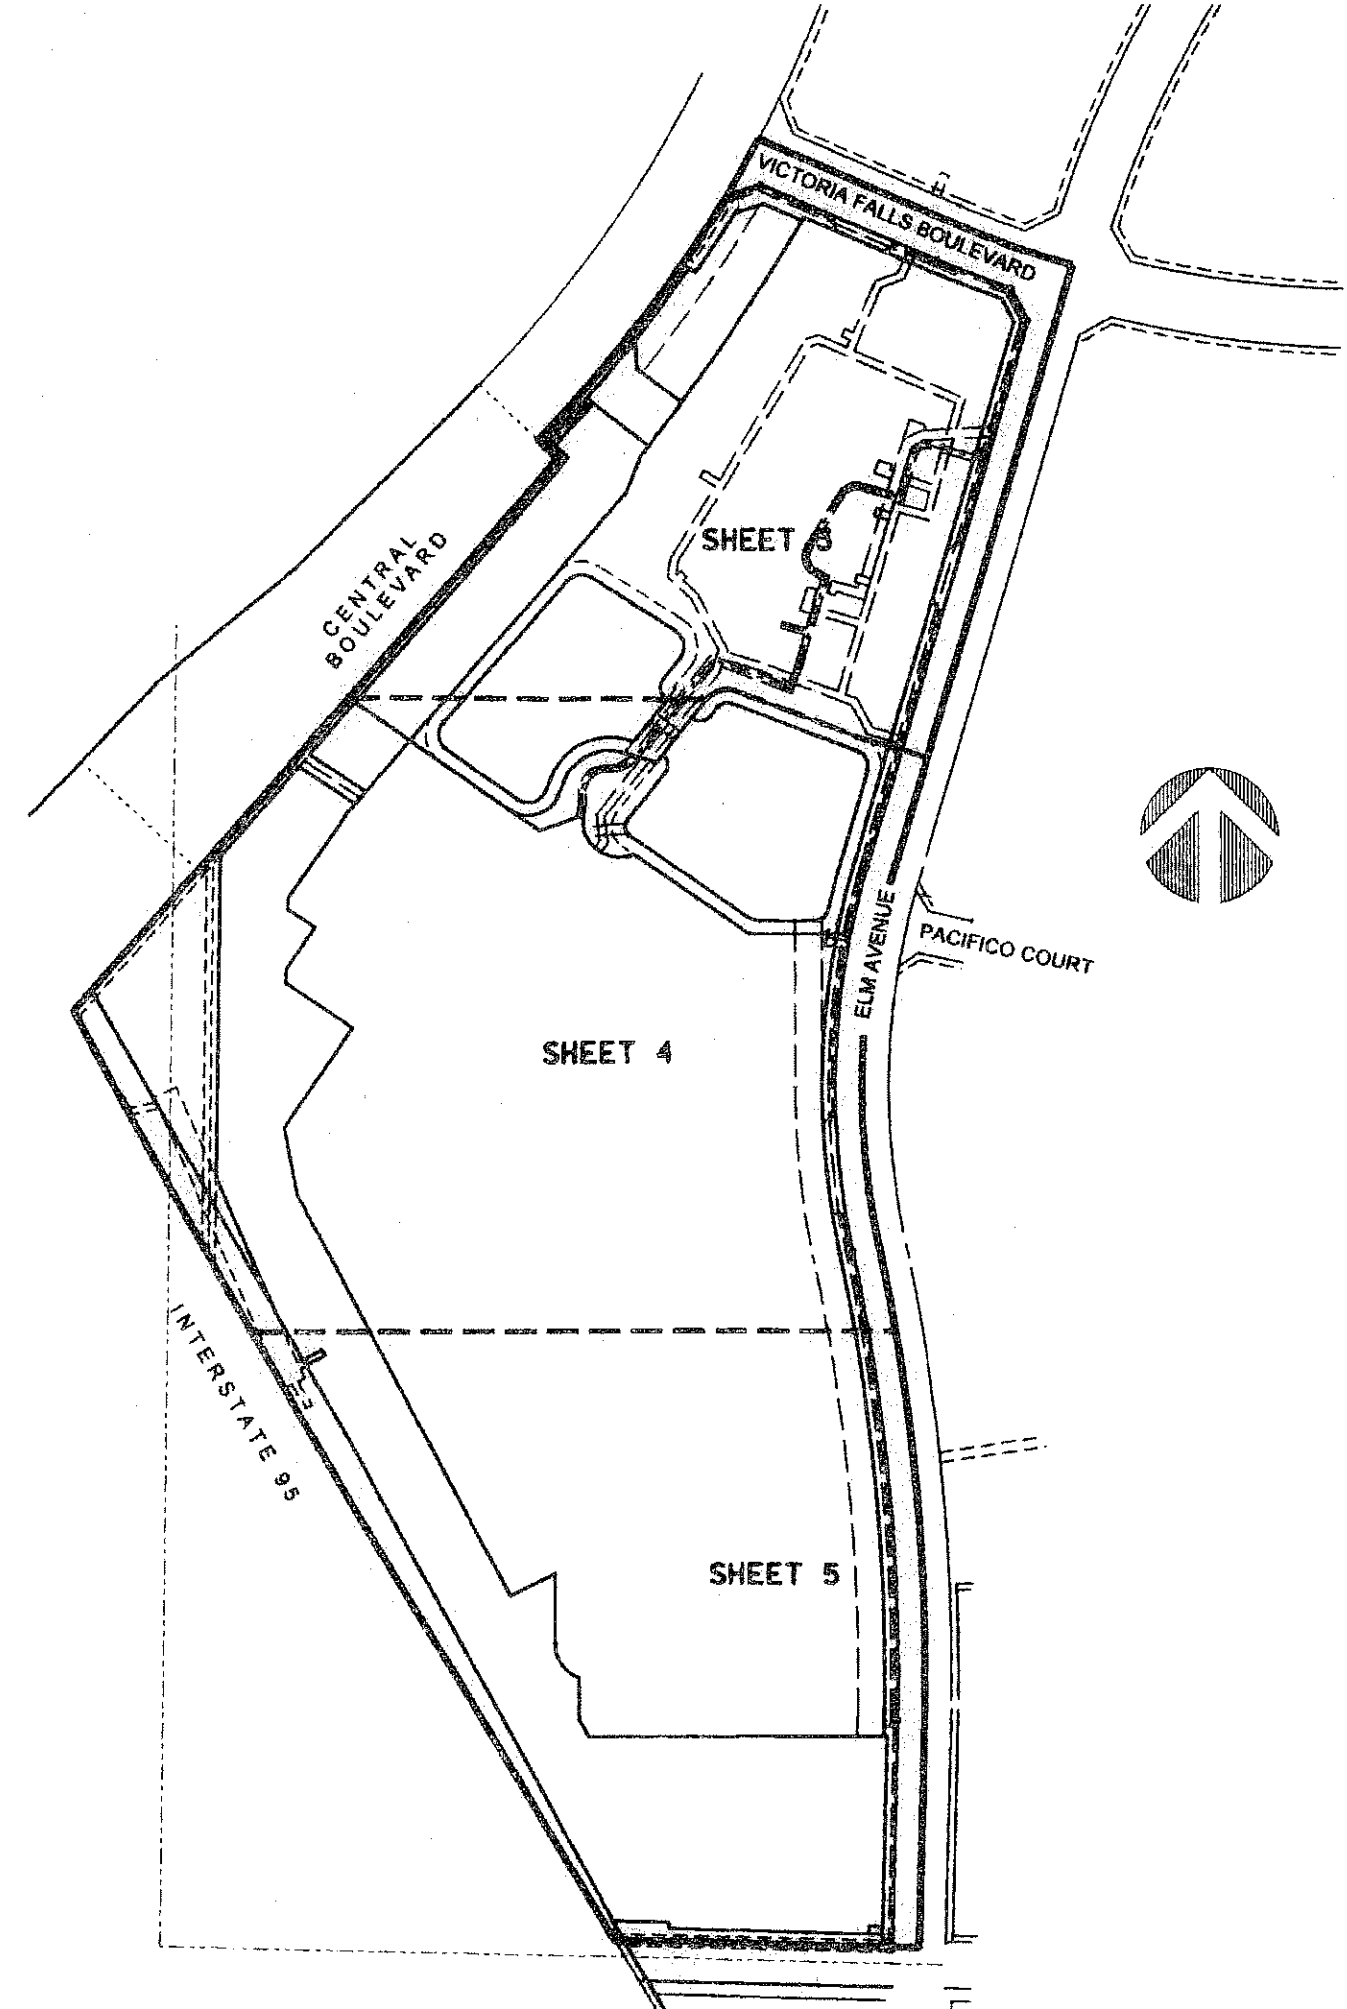 VICTORIA FALLS BOULEVARD
SHEET 3
CENTRAL
BOULEVARD
ELM AVENUE
PACIFICO COURT
SHEET 4
INTERSTATE 95
SHEET 5